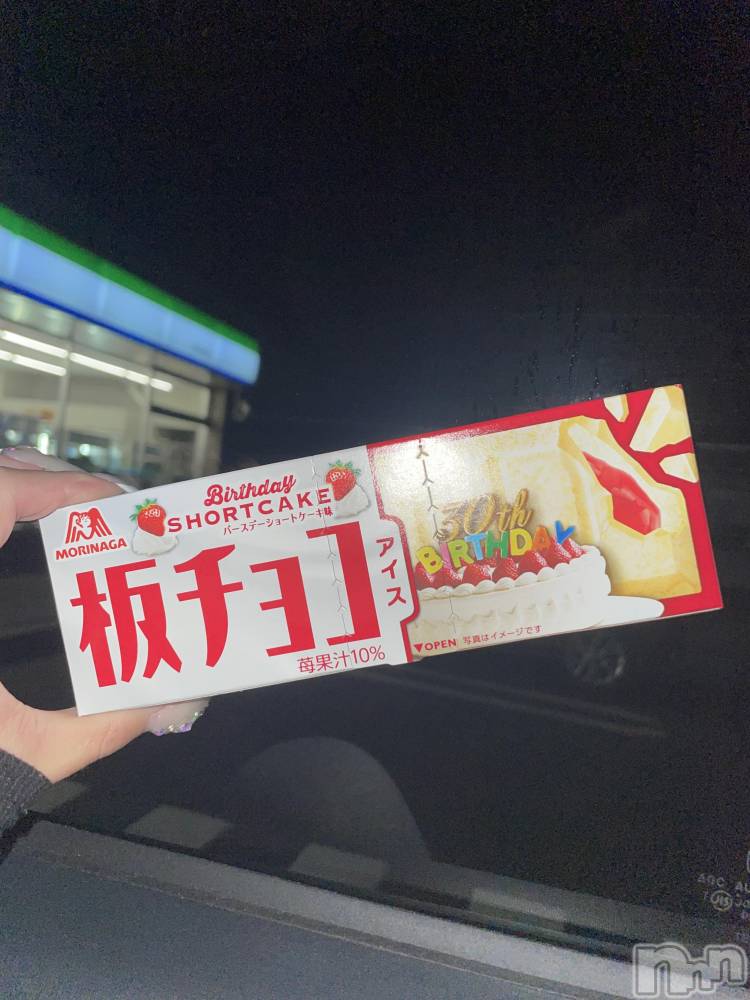 MORINAGA
Birthday
SHORTCAKE
バースデーショートケーキ味
板チョコ
アイス
苺果汁10%
30th
BIRTHDAY
▼OPEN 写真はイメージです
nnn